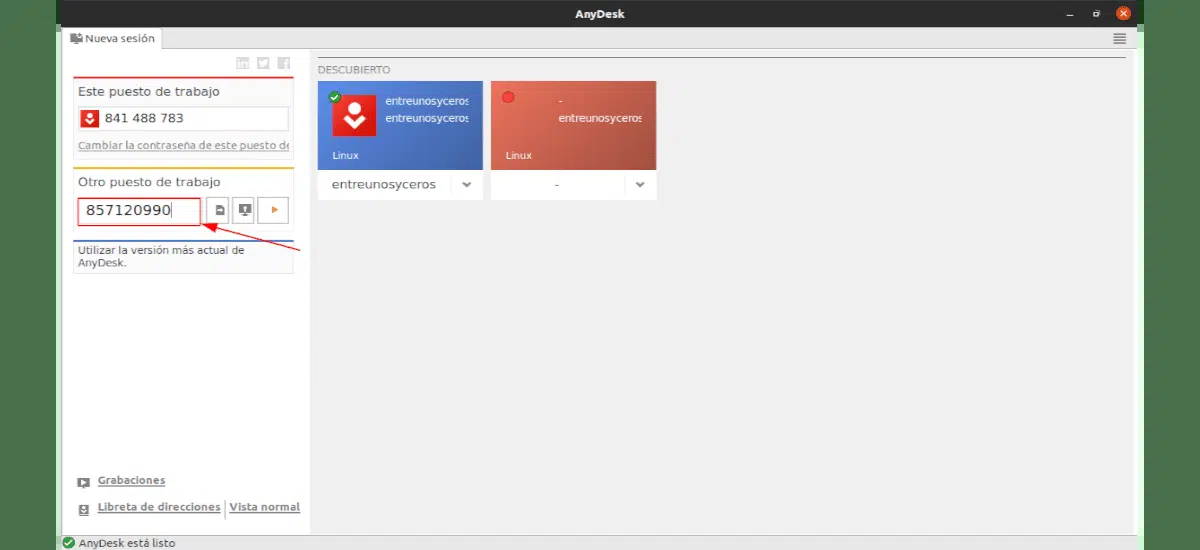 AnyDesk
Nueva sesión
Este puesto de trabajo
841 488 783
Cambiar la contraseña de este puesto de
Otro puesto de trabajo
857120990
Utilizar la versión más actual de
AnyDesk.
Grabaciones
Libreta de direcciones
Vista normal
AnyDesk está listo
DESCUBIERTO
entreunosyceros
entreunosyceros
Linux
entreunosyceros
-
entreunosyceros
Linux
-